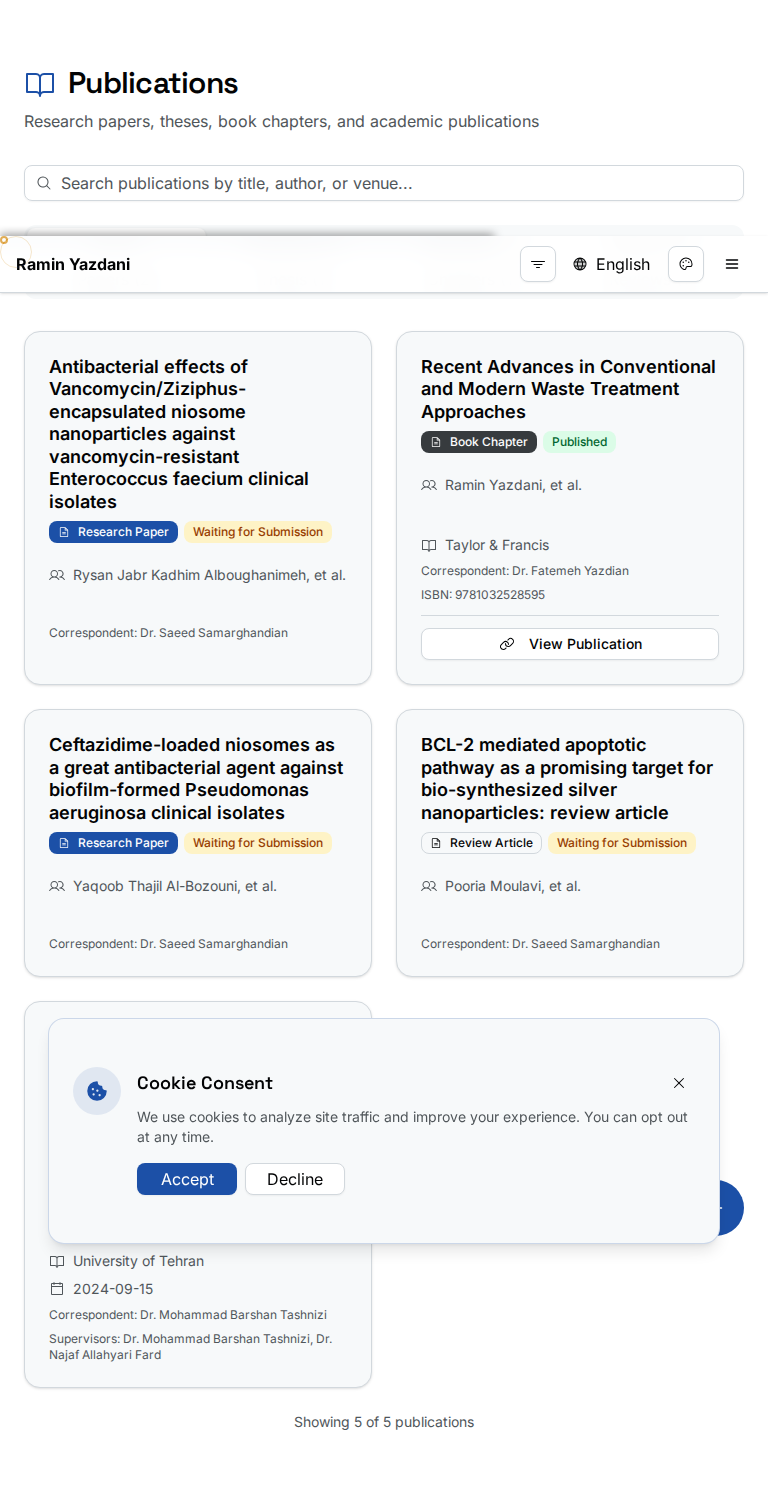 Publications
Research papers, theses, book chapters, and academic publications
Search publications by title, author, or venue...
Ramin Yazdani
English
Antibacterial effects of
Vancomycin/Ziziphus-
encapsulated niosome
nanoparticles against
vancomycin-resistant
Enterococcus faecium clinical
isolates
Research Paper
Waiting for Submission
Rysan Jabr Kadhim Alboughanimeh, et al.
Correspondent: Dr. Saeed Samarghandian
Recent Advances in Conventional
and Modern Waste Treatment
Approaches
Book Chapter
Published
Ramin Yazdani, et al.
Taylor & Francis
Correspondent: Dr. Fatemeh Yazdian
ISBN: 9781032528595
View Publication
Ceftazidime-loaded niosomes as
a great antibacterial agent against
biofilm-formed Pseudomonas
aeruginosa clinical isolates
Research Paper
Waiting for Submission
Yaqoob Thajil Al-Bozouni, et al.
Correspondent: Dr. Saeed Samarghandian
BCL-2 mediated apoptotic
pathway as a promising target for
bio-synthesized silver
nanoparticles: review article
Review Article
Waiting for Submission
Pooria Moulavi, et al.
Correspondent: Dr. Saeed Samarghandian
Cookie Consent
We use cookies to analyze site traffic and improve your experience. You can opt out
at any time.
Accept
Decline
University of Tehran
2024-09-15
Correspondent: Dr. Mohammad Barshan Tashnizi
Supervisors: Dr. Mohammad Barshan Tashnizi, Dr.
Najaf Allahyari Fard
Showing 5 of 5 publications